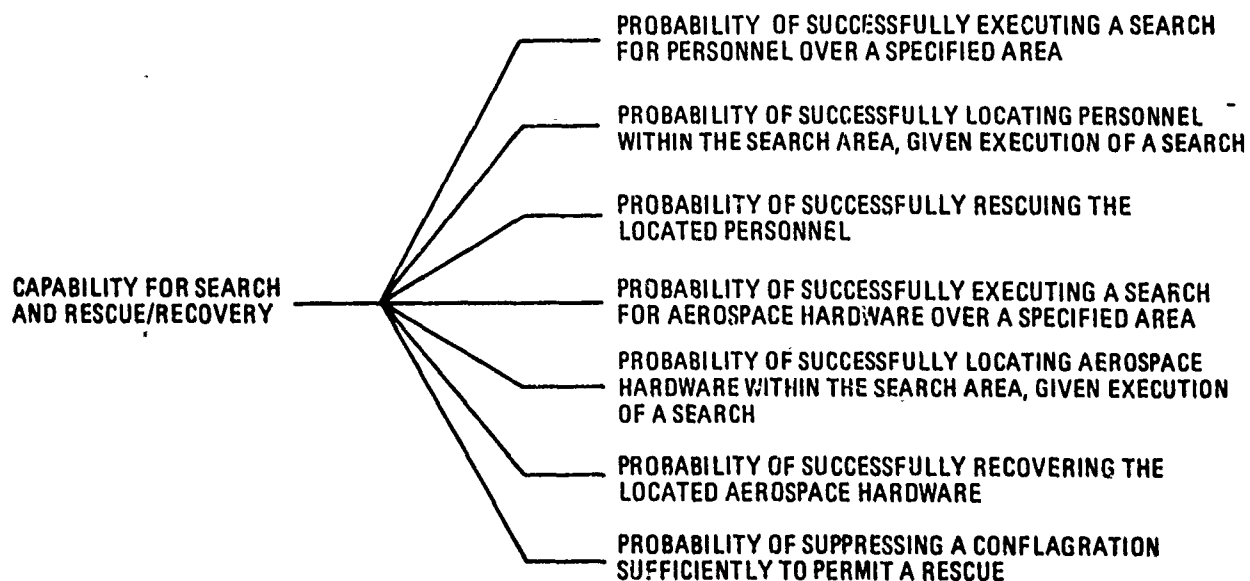 PROBABILITY OF SUCCESSFULLY EXECUTING A SEARCH
FOR PERSONNEL OVER A SPECIFIED AREA
PROBABILITY OF SUCCESSFULLY LOCATING PERSONNEL
WITHIN THE SEARCH AREA, GIVEN EXECUTION OF A SEARCH
PROBABILITY OF SUCCESSFULLY RESCUING THE
LOCATED PERSONNEL
CAPABILITY FOR SEARCH
AND RESCUE/RECOVERY
PROBABILITY OF SUCCESSFULLY EXECUTING A SEARCH
FOR AEROSPACE HARDWARE OVER A SPECIFIED AREA
PROBABILITY OF SUCCESSFULLY LOCATING AEROSPACE
HARDWARE WITHIN THE SEARCH AREA, GIVEN EXECUTION
OF A SEARCH
PROBABILITY OF SUCCESSFULLY RECOVERING THE
LOCATED AEROSPACE HARDWARE
PROBABILITY OF SUPPRESSING A CONFLAGRATION
SUFFICIENTLY TO PERMIT A RESCUE